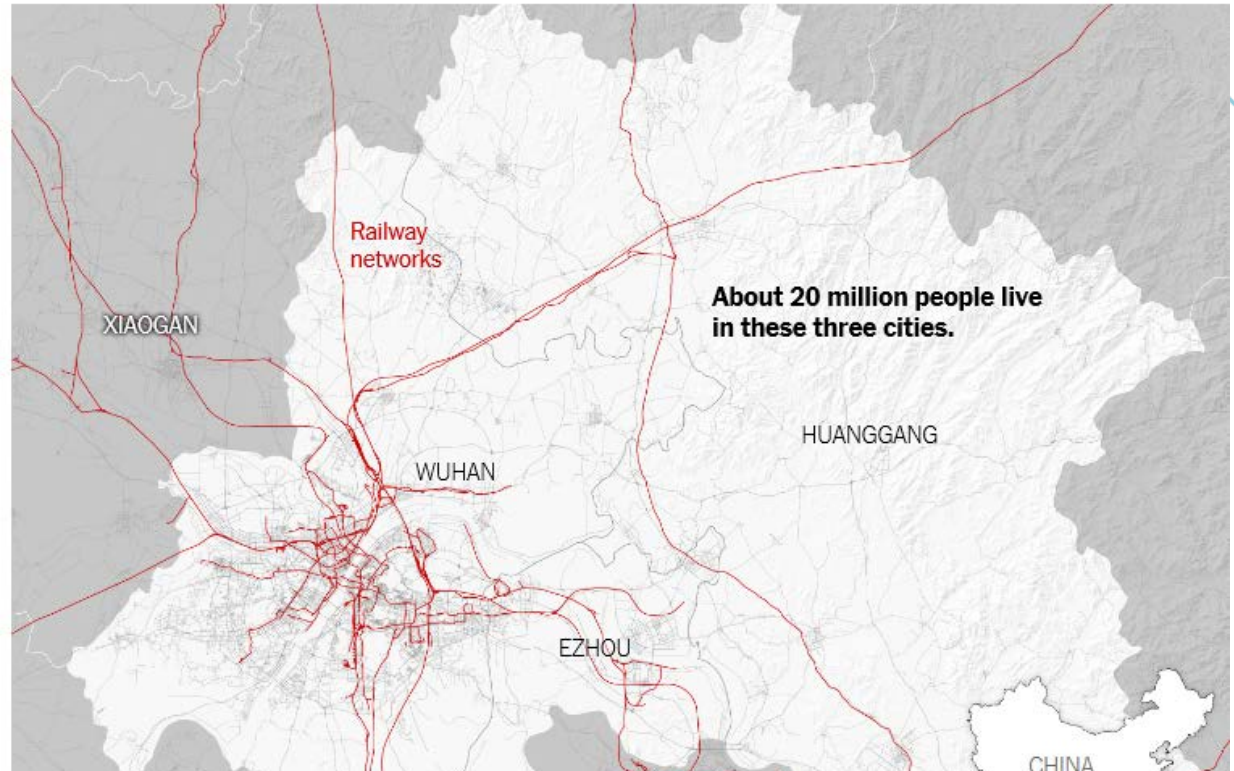 Railway
networks
About 20 million people live
in these three cities.
XIAOGAN
HUANGGANG
WUHAN
EZHOU
CHINA